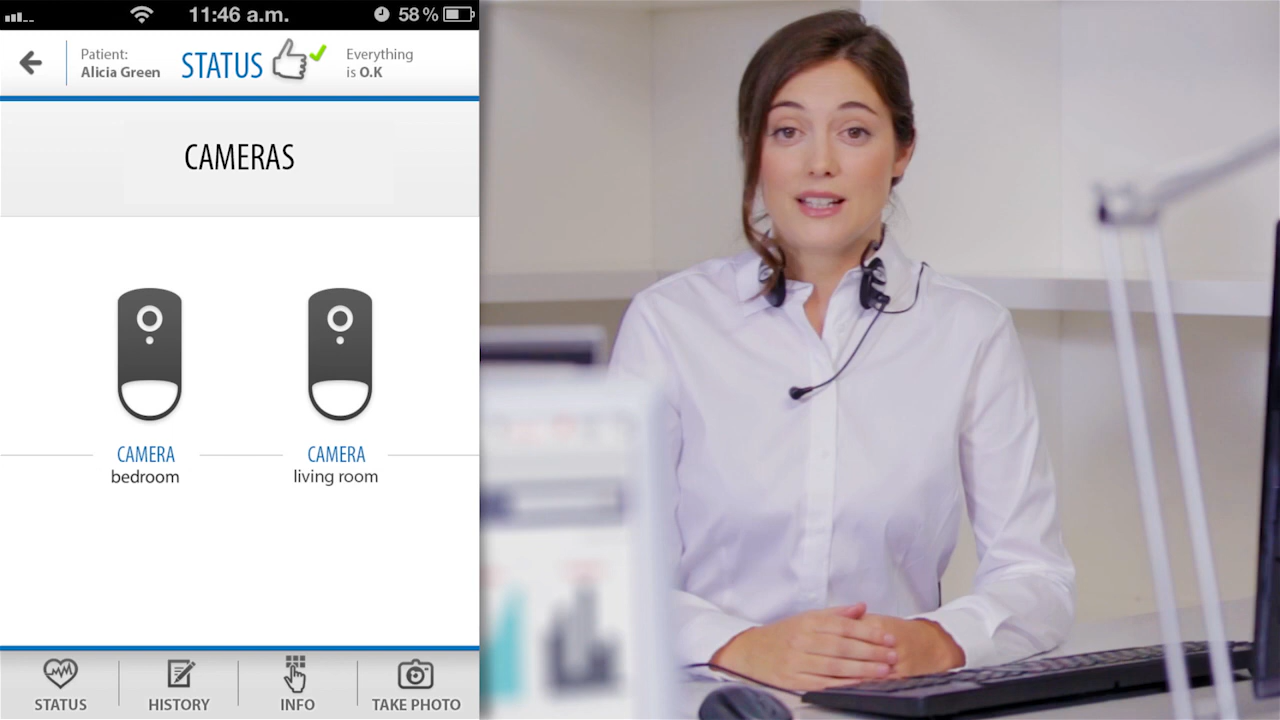 11:46 a.m.
58%
Patient:
Alicia Green
STATUS
Everything
is O.K
CAMERAS
CAMERA
bedroom
CAMERA
living room
STATUS
HISTORY
INFO
TAKE PHOTO